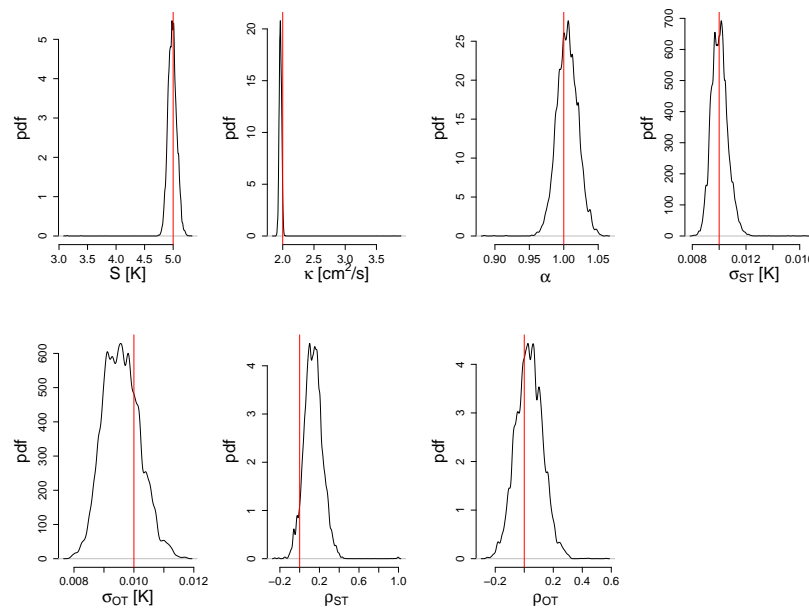 pdf
0 1 2 3 4 5
3.0 3.5 4.0 4.5 5.0
S [K]
pdf
0 5 10 15 20
2.0 2.5 3.0 3.5
κ [cm²/s]
pdf
0 5 10 15 20 25
0.90 0.95 1.00 1.05
α
pdf
0 100 200 300 400 500 600 700
0.008 0.012 0.016
σST [K]
pdf
0 100 200 300 400 500 600
0.008 0.010 0.012
σOT [K]
pdf
0 1 2 3 4
−0.2 0.2 0.6 1.0
ρST
pdf
0 1 2 3 4
−0.2 0.0 0.2 0.4 0.6
ρOT